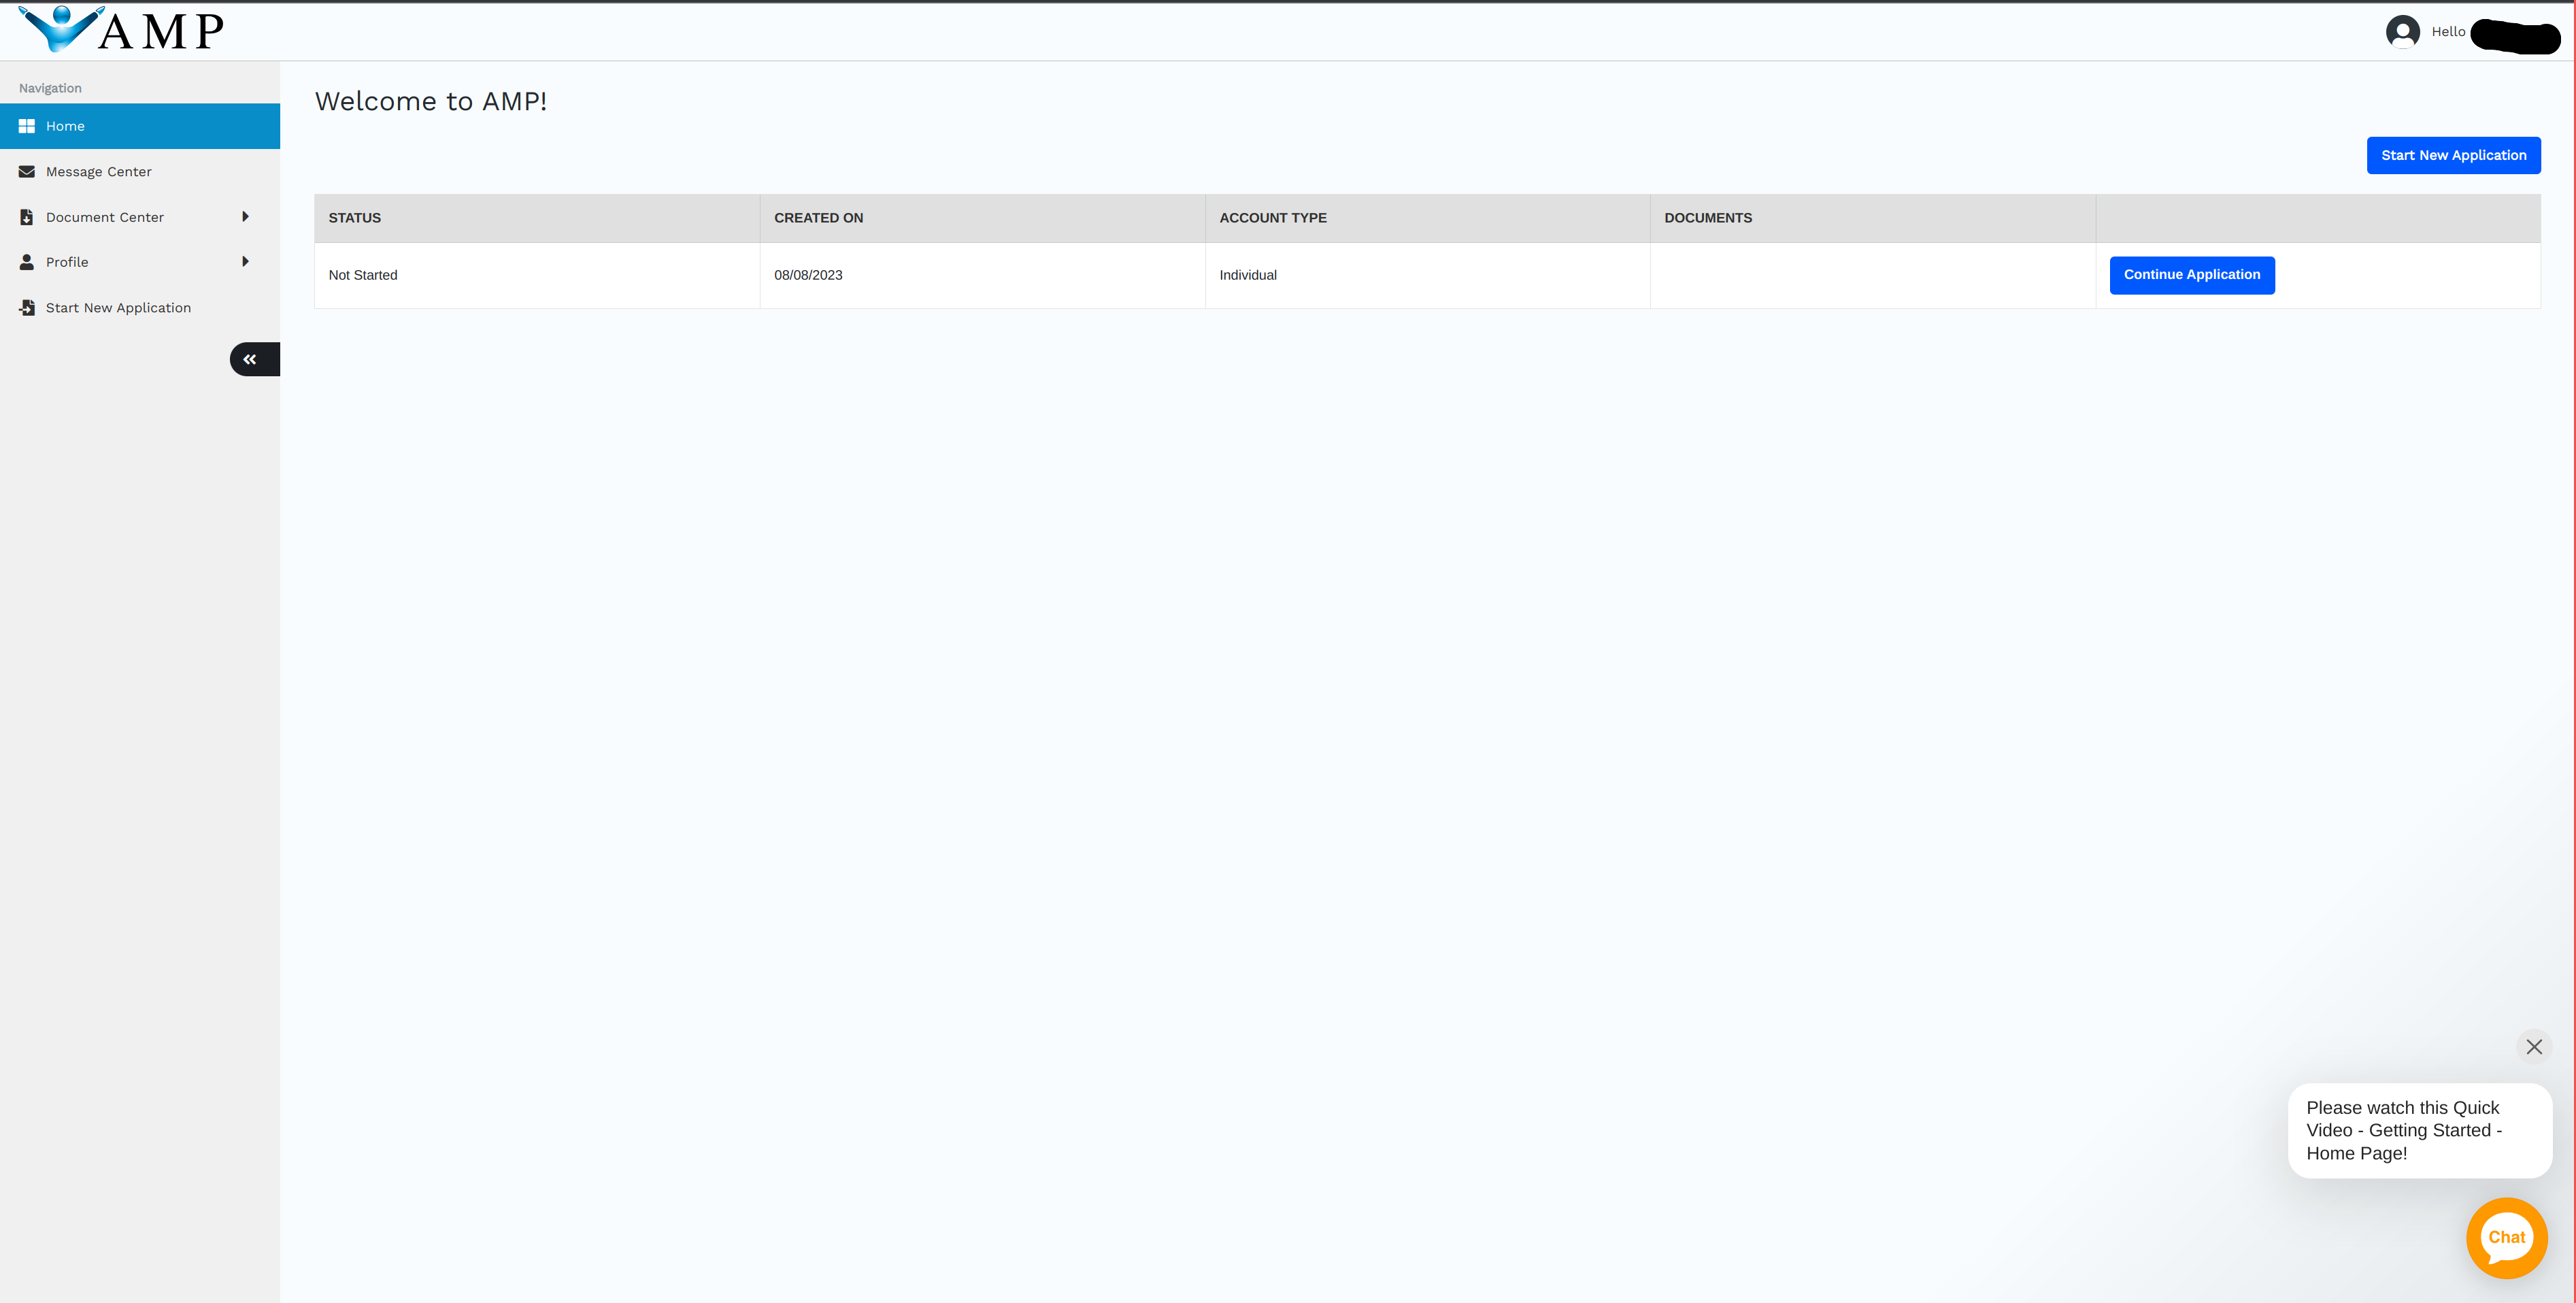 AMP
Hello
Navigation
Home
Message Center
Document Center
Profile
Start New Application
Welcome to AMP!
Start New Application
STATUS CREATED ON ACCOUNT TYPE DOCUMENTS
Not Started 08/08/2023 Individual Continue Application
Please watch this Quick
Video - Getting Started -
Home Page!
Chat